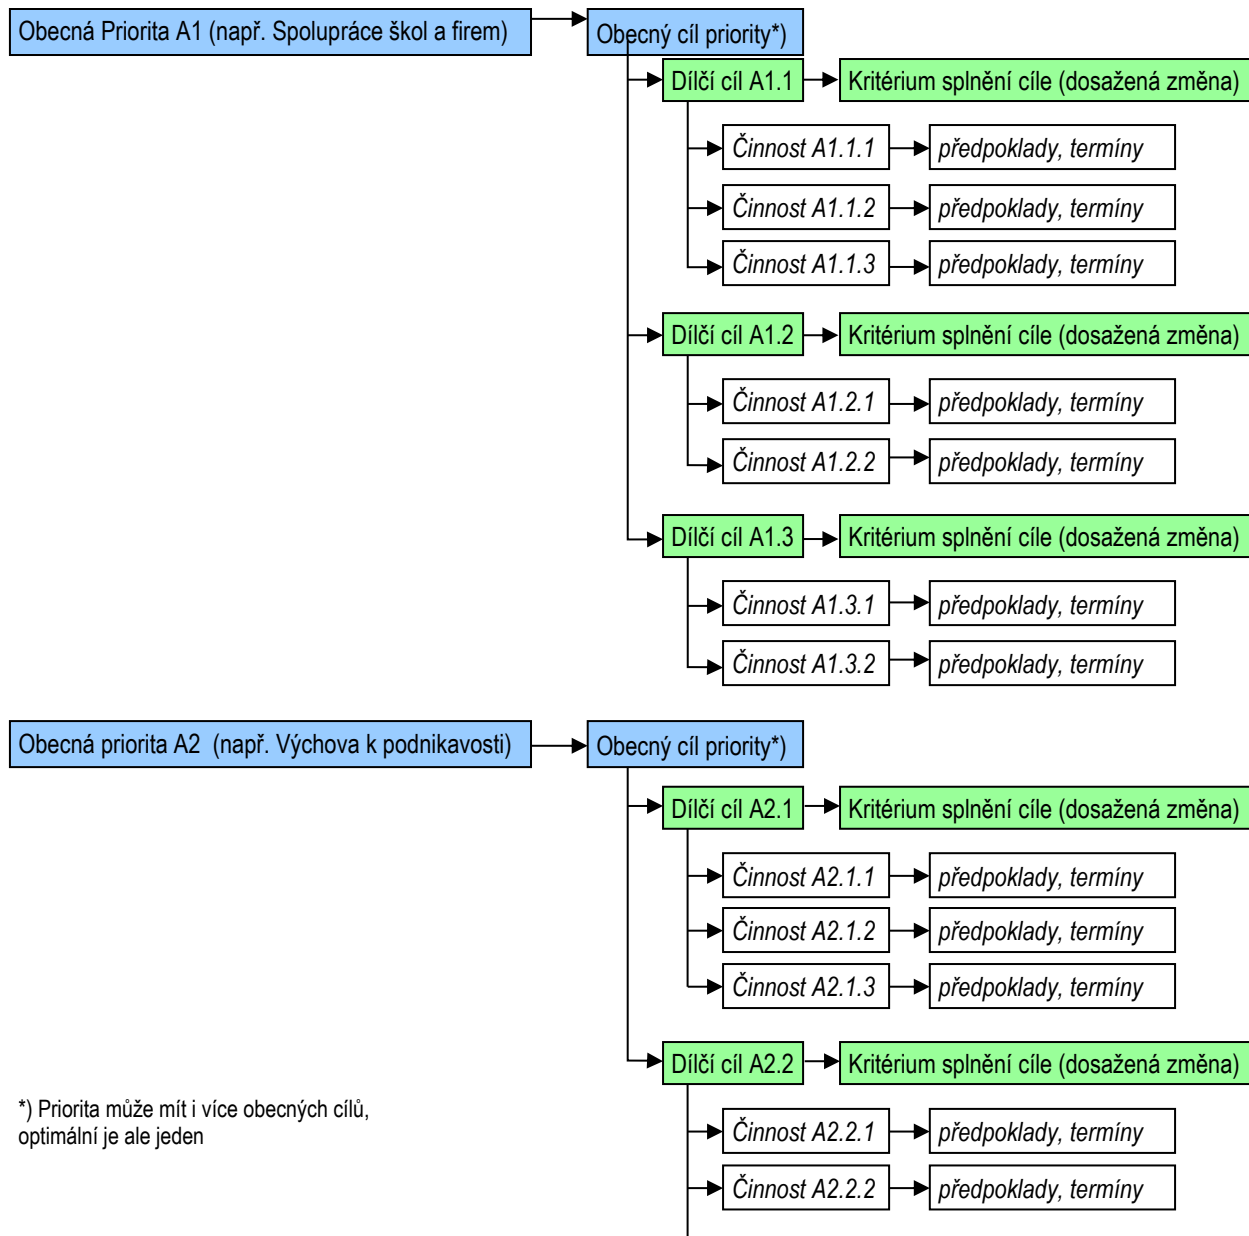 Obecná Priorita A1 (např. Spolupráce škol a firem)
Obecný cíl priority*)
Dílčí cíl A1.1
Kritérium splnění cíle (dosažená změna)
Činnost A1.1.1
předpoklady, termíny
Činnost A1.1.2
předpoklady, termíny
Činnost A1.1.3
předpoklady, termíny
Dílčí cíl A1.2
Kritérium splnění cíle (dosažená změna)
Činnost A1.2.1
předpoklady, termíny
Činnost A1.2.2
předpoklady, termíny
Dílčí cíl A1.3
Kritérium splnění cíle (dosažená změna)
Činnost A1.3.1
předpoklady, termíny
Činnost A1.3.2
předpoklady, termíny
Obecná priorita A2 (např. Výchova k podnikavosti)
Obecný cíl priority*)
Dílčí cíl A2.1
Kritérium splnění cíle (dosažená změna)
Činnost A2.1.1
předpoklady, termíny
Činnost A2.1.2
předpoklady, termíny
Činnost A2.1.3
předpoklady, termíny
Dílčí cíl A2.2
Kritérium splnění cíle (dosažená změna)
*) Priorita může mít i více obecných cílů,
optimální je ale jeden
Činnost A2.2.1
předpoklady, termíny
Činnost A2.2.2
předpoklady, termíny